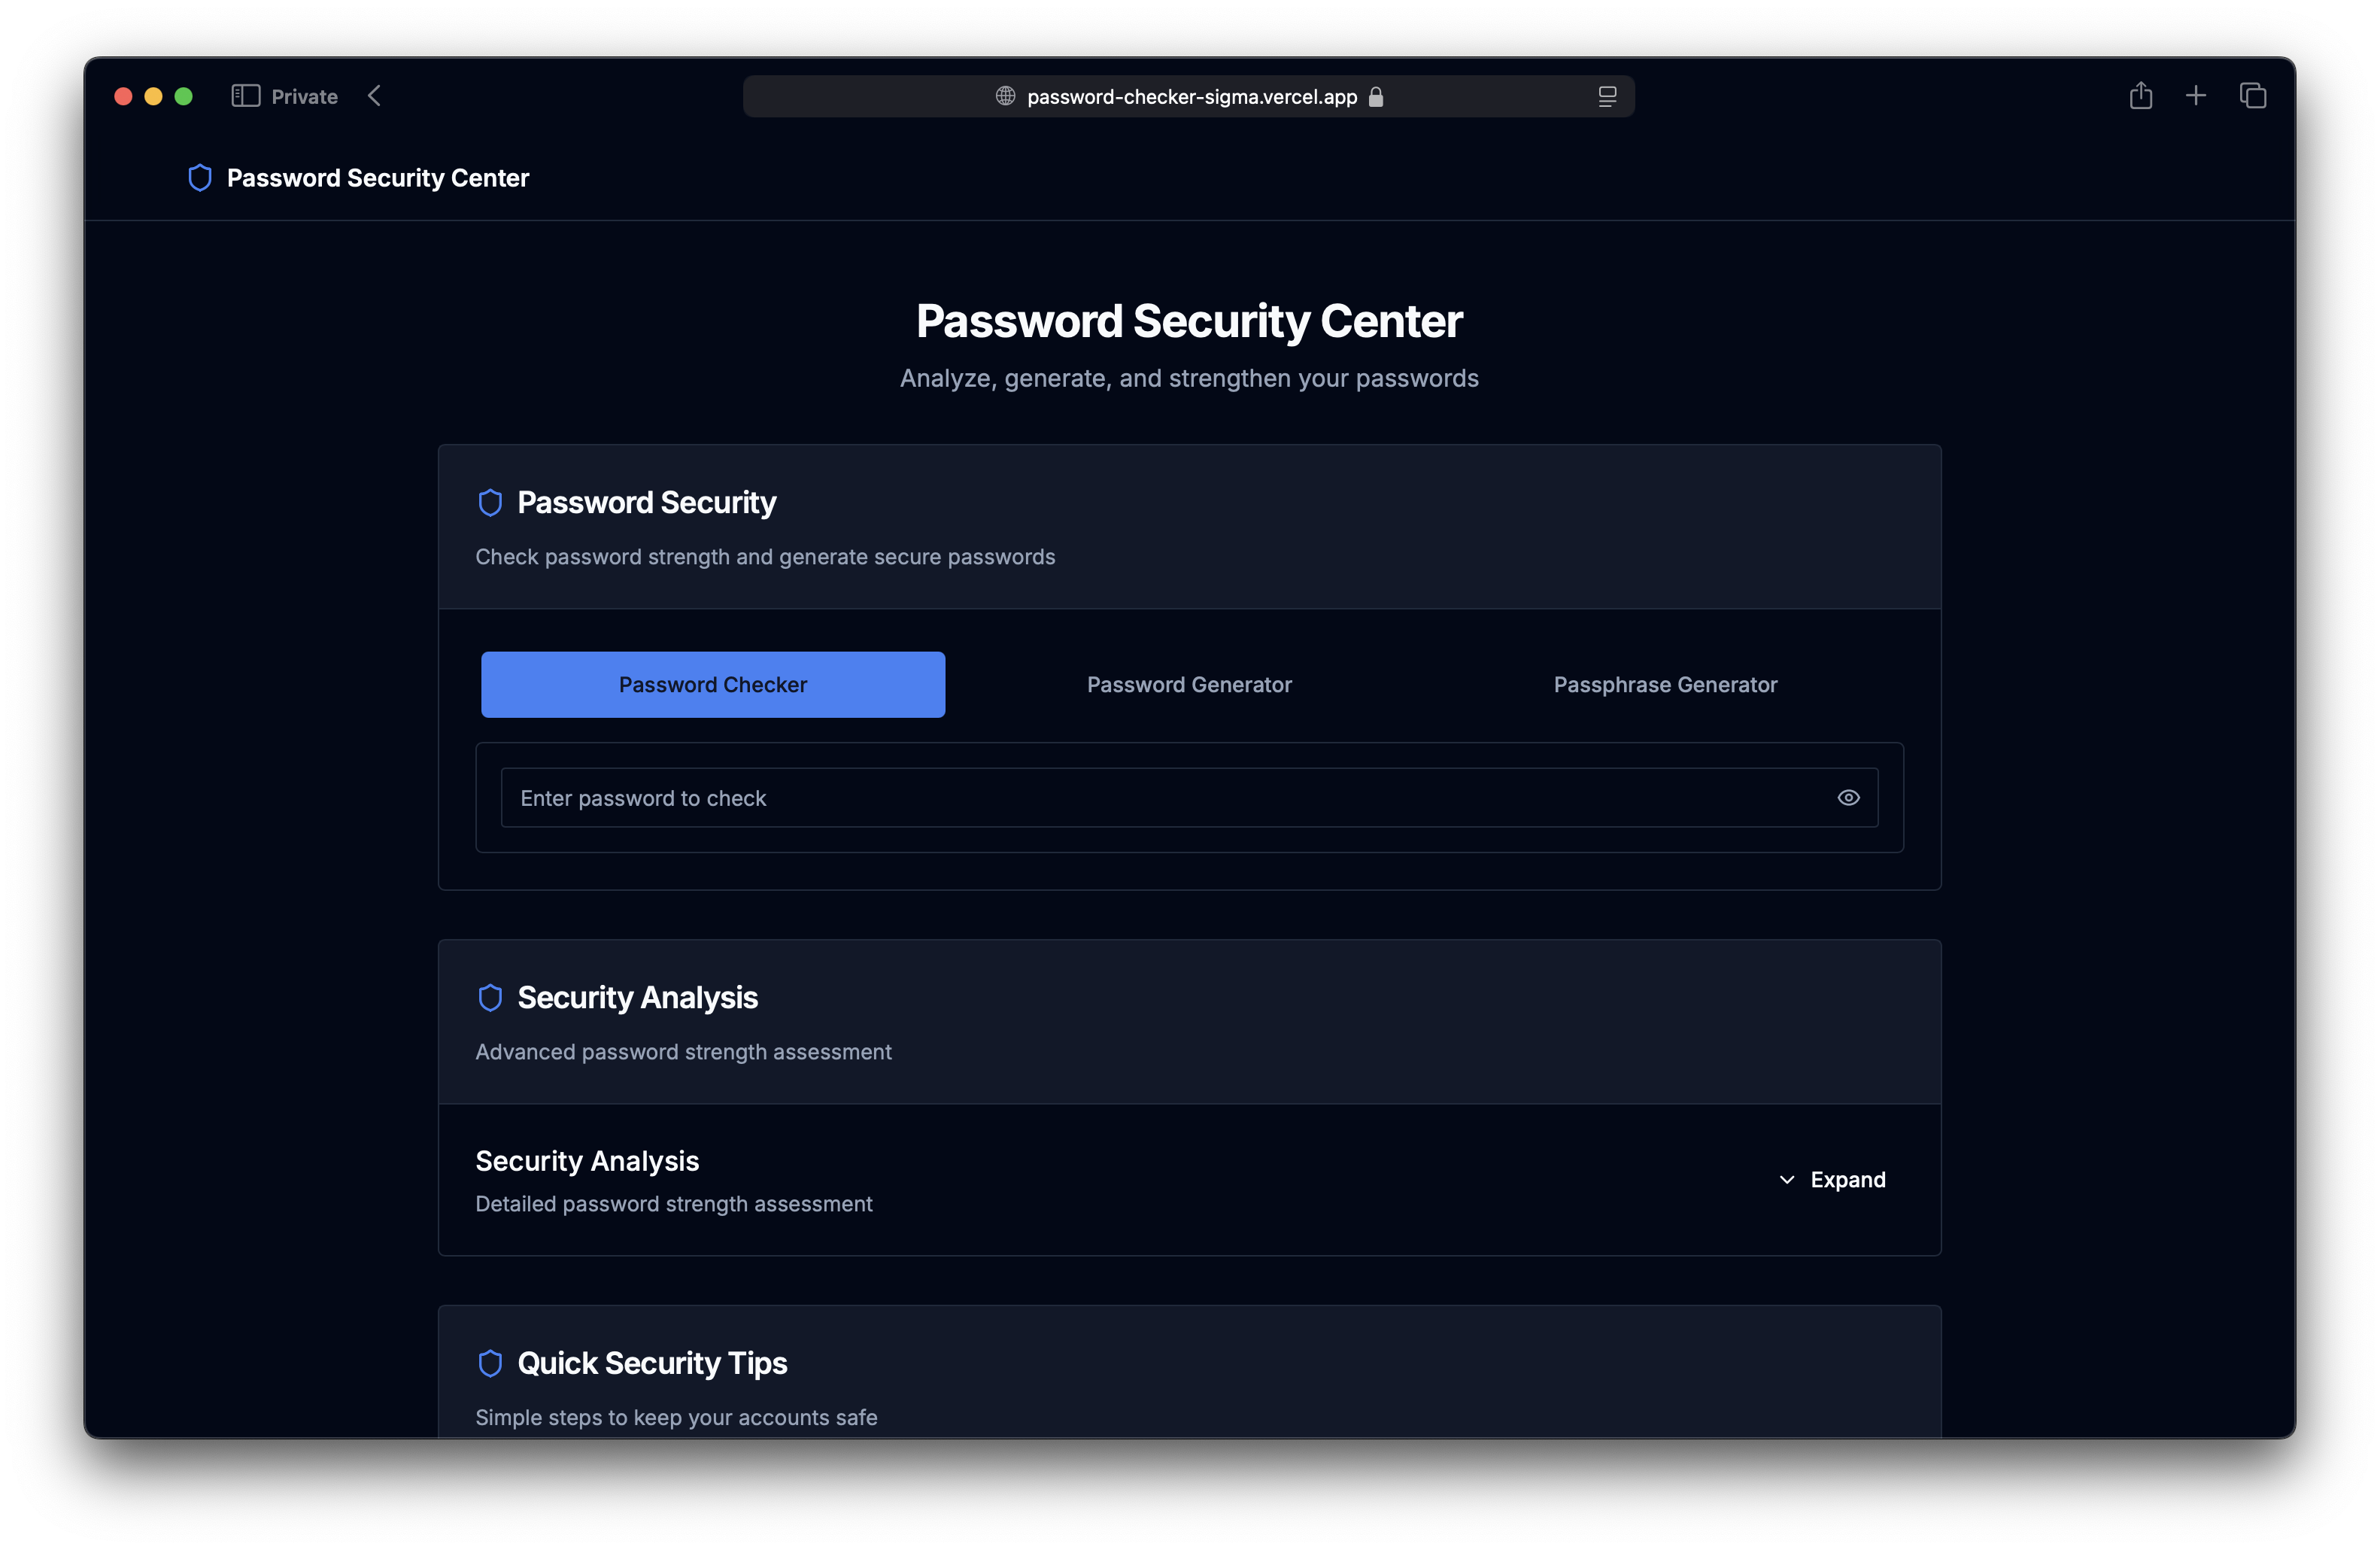 Private
password-checker-sigma.vercel.app
Password Security Center
Password Security Center
Analyze, generate, and strengthen your passwords
Password Security
Check password strength and generate secure passwords
Password Checker Password Generator Passphrase Generator
Enter password to check
Security Analysis
Advanced password strength assessment
Security Analysis
Detailed password strength assessment
Expand
Quick Security Tips
Simple steps to keep your accounts safe